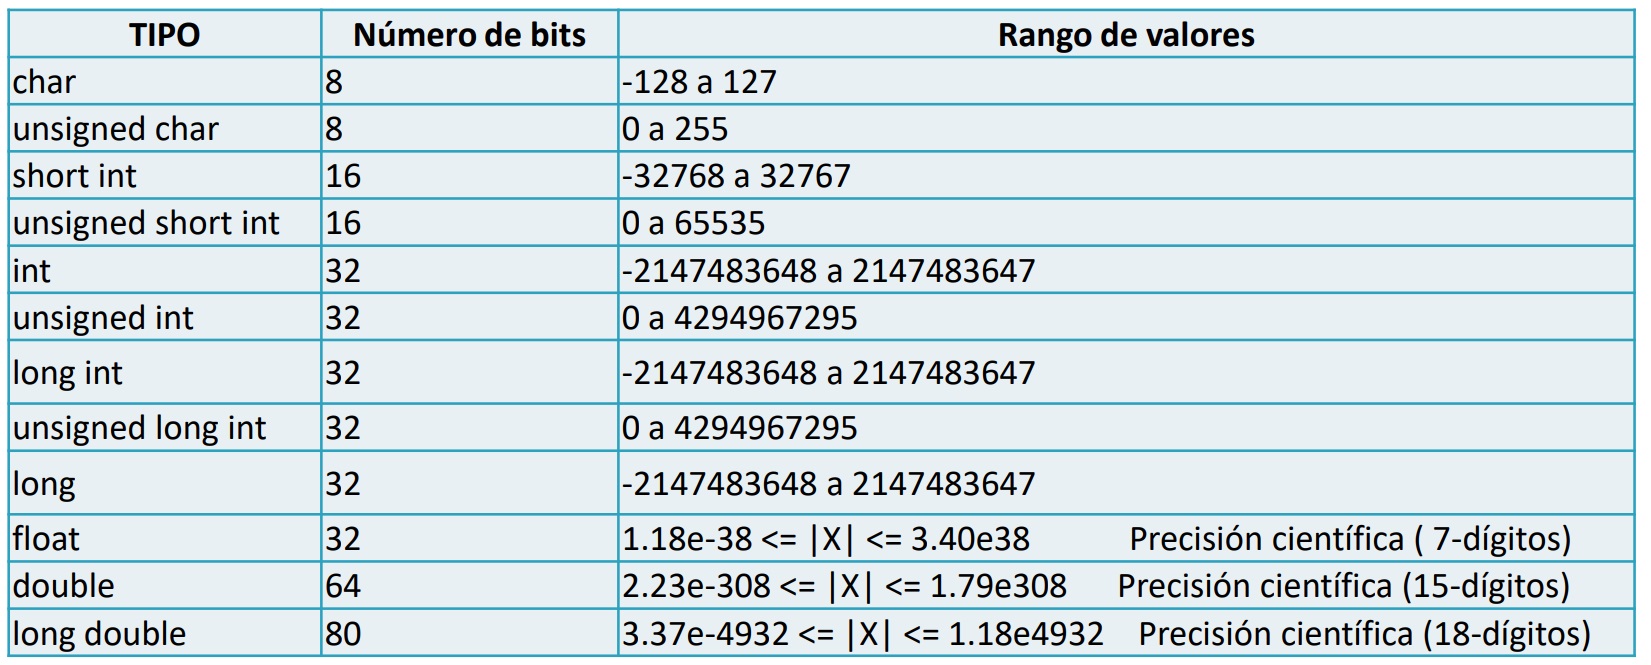 TIPO Número de bits Rango de valores
char 8 -128 a 127
unsigned char 8 0 a 255
short int 16 -32768 a 32767
unsigned short int 16 0 a 65535
int 32 -2147483648 a 2147483647
unsigned int 32 0 a 4294967295
long int 32 -2147483648 a 2147483647
unsigned long int 32 0 a 4294967295
long 32 -2147483648 a 2147483647
float 32 1.18e-38 <= |X| <= 3.40e38 Precisión científica ( 7-dígitos)
double 64 2.23e-308 <= |X| <= 1.79e308 Precisión científica (15-dígitos)
long double 80 3.37e-4932 <= |X| <= 1.18e4932 Precisión científica (18-dígitos)